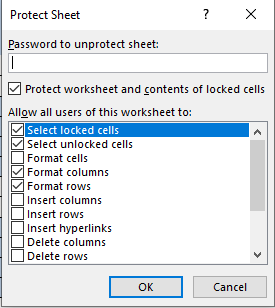 Protect Sheet
?
Password to unprotect sheet:
Protect worksheet and contents of locked cells
Allow all users of this worksheet to:
Select locked cells
Select unlocked cells
Format cells
Format columns
Format rows
Insert columns
Insert rows
Insert hyperlinks
Delete columns
Delete rows
OK Cancel